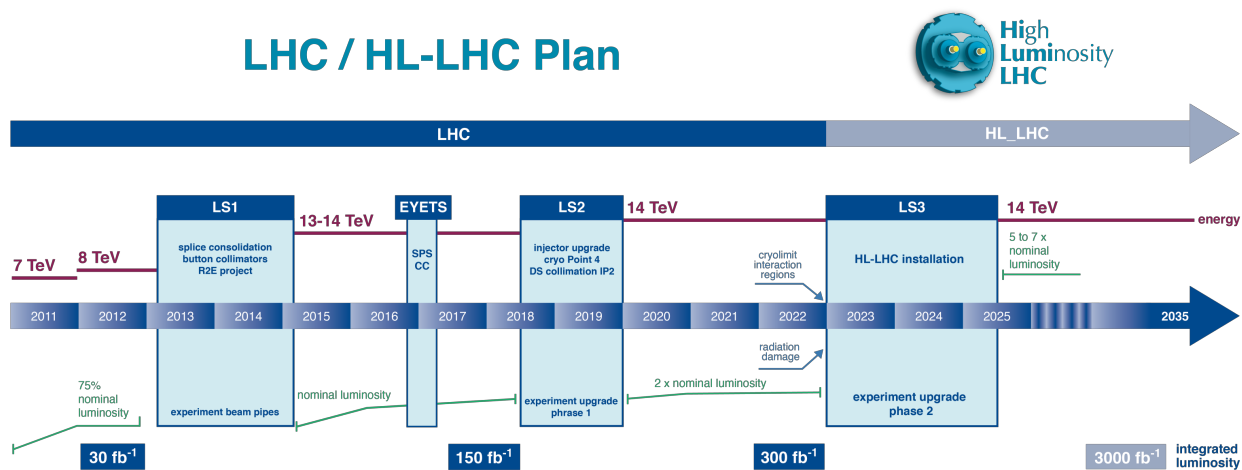 LHC / HL-LHC Plan
High
Luminosity
LHC
LHC
HL_LHC
LS1
EYETS
LS2
LS3
7 TeV
8 TeV
13-14 TeV
14 TeV
14 TeV
energy
splice consolidation
button collimators
R2E project
SPS
CC
injector upgrade
cryo Point 4
DS collimation IP2
cryolimit
interaction
regions
HL-LHC installation
5 to 7 x
nominal
luminosity
2011
2012
2013
2014
2015
2016
2017
2018
2019
2020
2021
2022
2023
2024
2025
2035
radiation
damage
75%
nominal
luminosity
experiment beam pipes
nominal luminosity
experiment upgrade
phrase 1
2 x nominal luminosity
experiment upgrade
phase 2
30 fb-1
150 fb-1
300 fb-1
3000 fb-1
integrated
luminosity